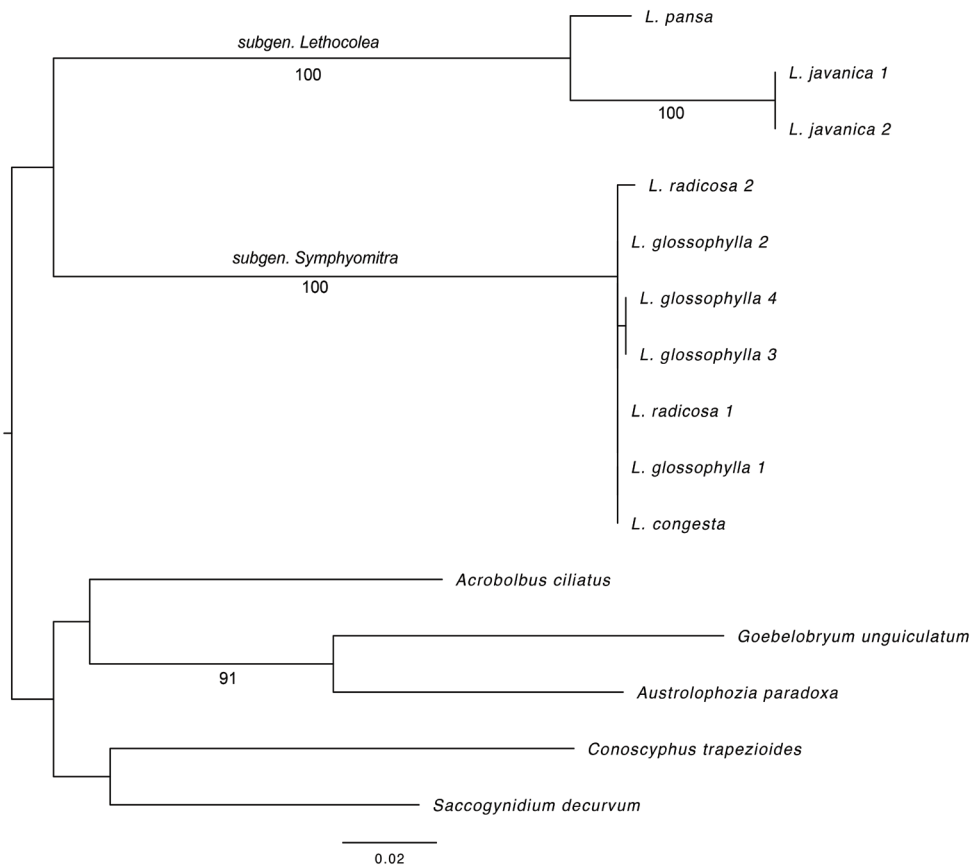 L. pansa
subgen. Lethocolea
100
L. javanica 1
100
L. javanica 2
L. radicosa 2
L. glossophylla 2
subgen. Symphyomitra
100
L. glossophylla 4
L. glossophylla 3
L. radicosa 1
L. glossophylla 1
L. congesta
Acrobolbus ciliatus
Goebelobryum unguiculatum
91
Austrolophozia paradoxa
Conoscyphus trapezioides
Saccogynidium decurvum
0.02